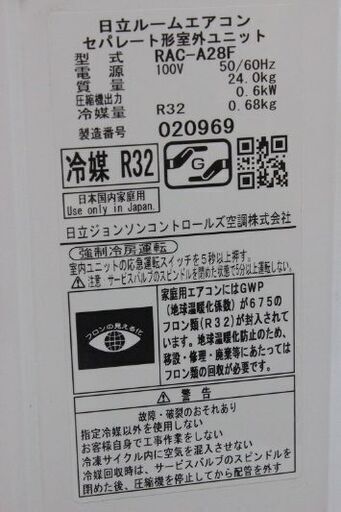 日立ルームエアコン
セパレート形室外ユニット
型式 RAC-A28F
電源 100V 50/60Hz
質量 24.0kg
圧縮機出力 0.6kW
冷媒量 R32 0.68kg
製造番号 020969
冷媒 R32
G
日本国内家庭用
Use only in Japan.
日立ジョンソンコントロールズ空調株式会社
強制冷房運転
室内ユニットの応急運転スイッチを5秒以上押す。
⚠注意 サービスバルブのスピンドルを閉めた状態で5分以上運転しない。
フロンの見える化
家庭用エアコンにはGWP
(地球温暖化係数)が675の
フロン類(R32)が封入されて
います。地球温暖化防止のため、
移設・修理・廃棄等にあたっては
フロン類の回収が必要です。
⚠警告
故障・破裂のおそれあり
指定冷媒以外を使用しない
お客様自身で工事作業をしない
冷凍サイクル内に空気を混入させない
冷媒回収時は、サービスバルブのスピンドルを
閉めた後、圧縮機を停止してから配管を外す